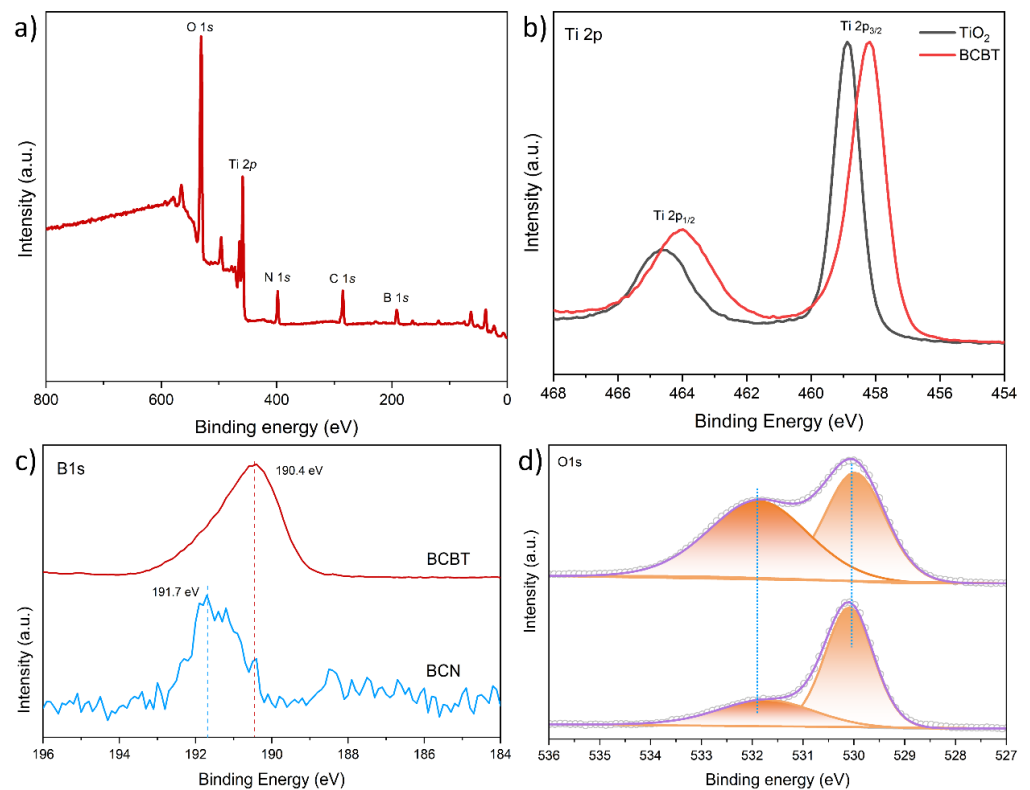 a)
O 1s
Ti 2p
N 1s
C 1s
B 1s
Intensity (a.u.)
800 600 400 200 0
Binding energy (eV)
b)
Ti 2p
Ti 2p3/2
TiO2
BCBT
Ti 2p1/2
Intensity (a.u.)
468 466 464 462 460 458 456 454
Binding Energy (eV)
c)
B1s
190.4 eV
BCBT
191.7 eV
BCN
Intensity (a.u.)
196 194 192 190 188 186 184
Binding Energy (eV)
d)
O1s
Intensity (a.u.)
536 535 534 533 532 531 530 529 528 527
Binding energy (eV)